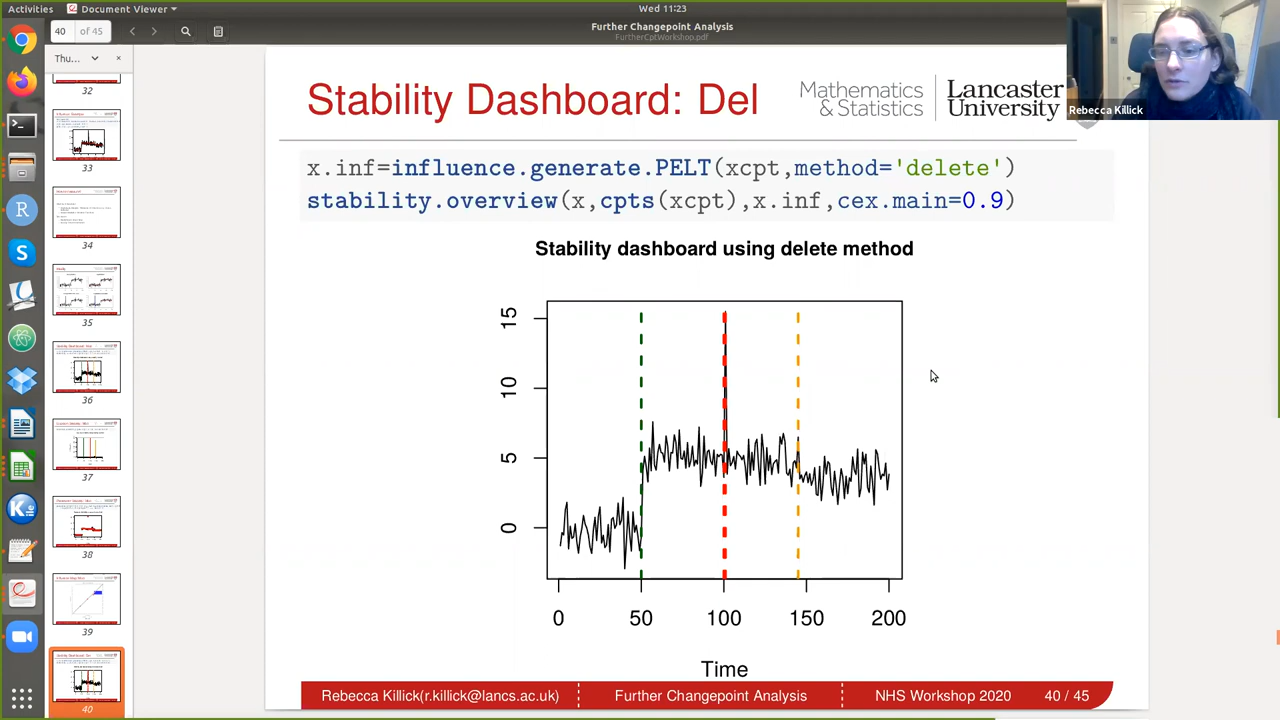 Activities
Document Viewer
Wed 11:23
40 of 45
Further Changepoint Analysis
FurtherCptWorkshop.pdf
Thu...
32
33
34
35
36
37
38
39
40
Stability Dashboard: Del
Mathematics
& Statistics
Lancaster
University
Rebecca Killick
x.inf=influence.generate.PELT(xcpt,method='delete')
stability.overview(x,cpts(xcpt),x.inf,cex.main=0.9)
Stability dashboard using delete method
15
10
5
0
0 50 100 150 200
Time
Rebecca Killick(r.killick@lancs.ac.uk)
Further Changepoint Analysis
NHS Workshop 2020
40 / 45